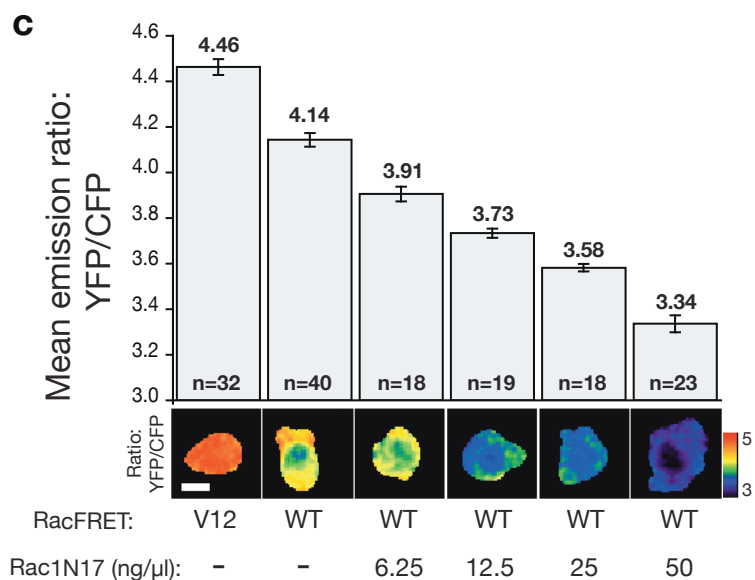 c
Mean emission ratio:
YFP/CFP
4.6
4.4
4.2
4.0
3.8
3.6
3.4
3.2
3.0
4.46
4.14
3.91
3.73
3.58
3.34
n=32 n=40 n=18 n=19 n=18 n=23
Ratio:
YFP/CFP
5
3
RacFRET: V12 WT WT WT WT WT
Rac1N17 (ng/µl): – – 6.25 12.5 25 50